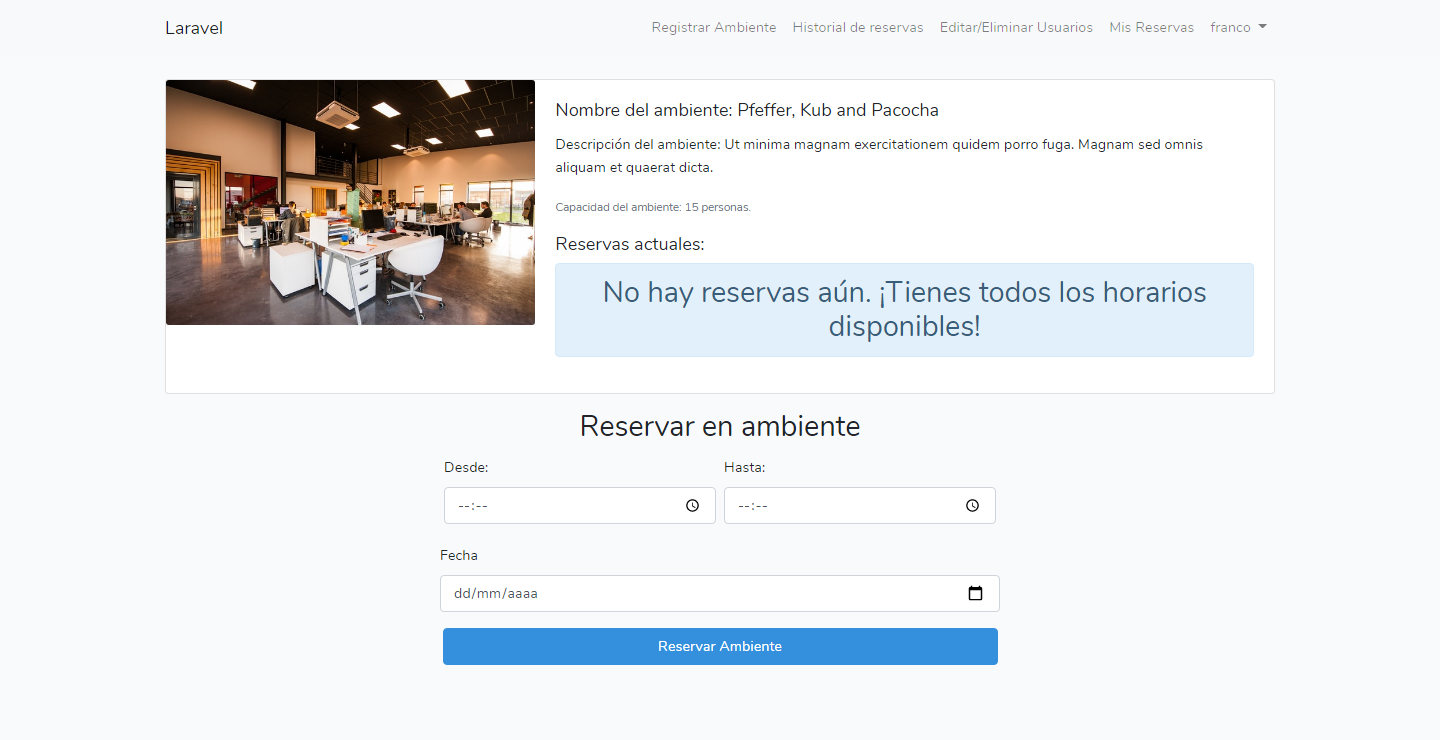 Laravel
Registrar Ambiente Historial de reservas Editar/Eliminar Usuarios Mis Reservas franco
Nombre del ambiente: Pfeffer, Kub and Pacocha
Descripción del ambiente: Ut minima magnam exercitationem quidem porro fuga. Magnam sed omnis
aliquam et quaerat dicta.
Capacidad del ambiente: 15 personas.
Reservas actuales:
No hay reservas aún. ¡Tienes todos los horarios
disponibles!
Reservar en ambiente
Desde: Hasta:
--:-- --:--
Fecha
dd/mm/aaaa
Reservar Ambiente